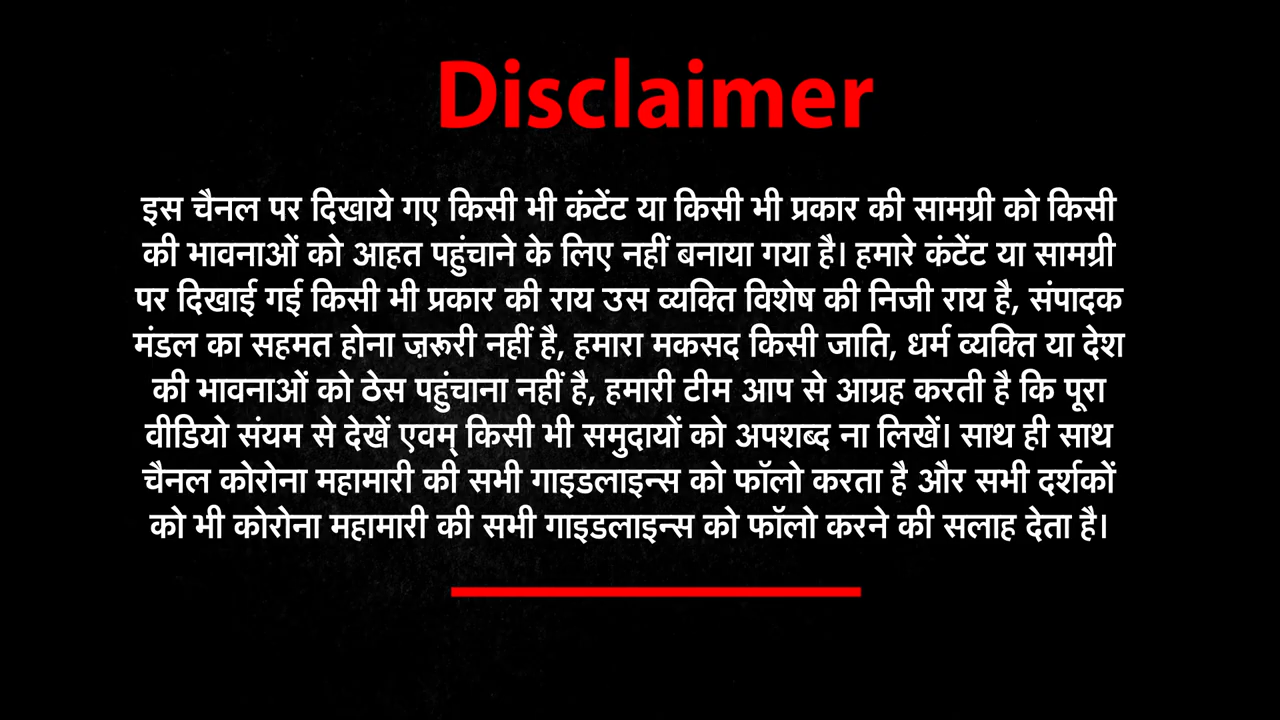 Disclaimer
इस चैनल पर दिखाये गए किसी भी कंटेंट या किसी भी प्रकार की सामग्री को किसी
की भावनाओं को आहत पहुंचाने के लिए नहीं बनाया गया है। हमारे कंटेंट या सामग्री
पर दिखाई गई किसी भी प्रकार की राय उस व्यक्ति विशेष की निजी राय है, संपादक
मंडल का सहमत होना ज़रूरी नहीं है, हमारा मकसद किसी जाति, धर्म व्यक्ति या देश
की भावनाओं को ठेस पहुंचाना नहीं है, हमारी टीम आप से आग्रह करती है कि पूरा
वीडियो संयम से देखें एवम् किसी भी समुदायों को अपशब्द ना लिखें। साथ ही साथ
चैनल कोरोना महामारी की सभी गाइडलाइन्स को फॉलो करता है और सभी दर्शकों
को भी कोरोना महामारी की सभी गाइडलाइन्स को फॉलो करने की सलाह देता है।